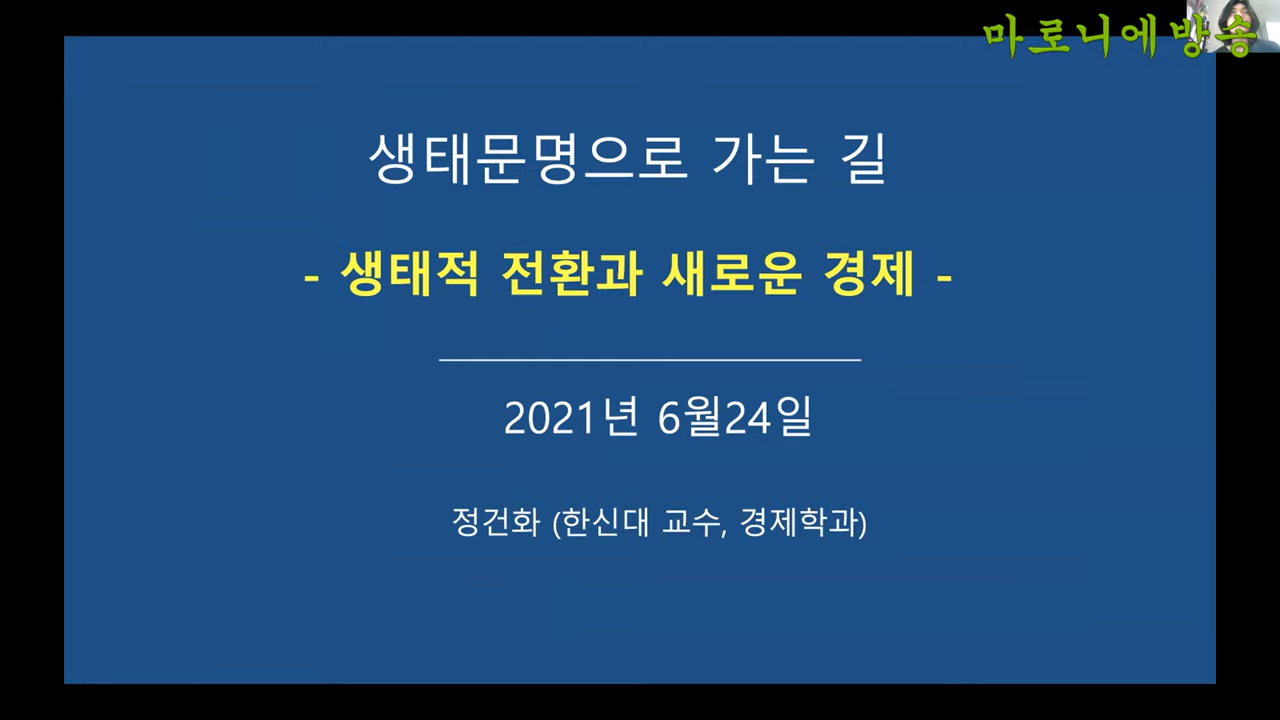 마로니에방송
생태문명으로 가는 길
- 생태적 전환과 새로운 경제 -
2021년 6월24일
정건화 (한신대 교수, 경제학과)